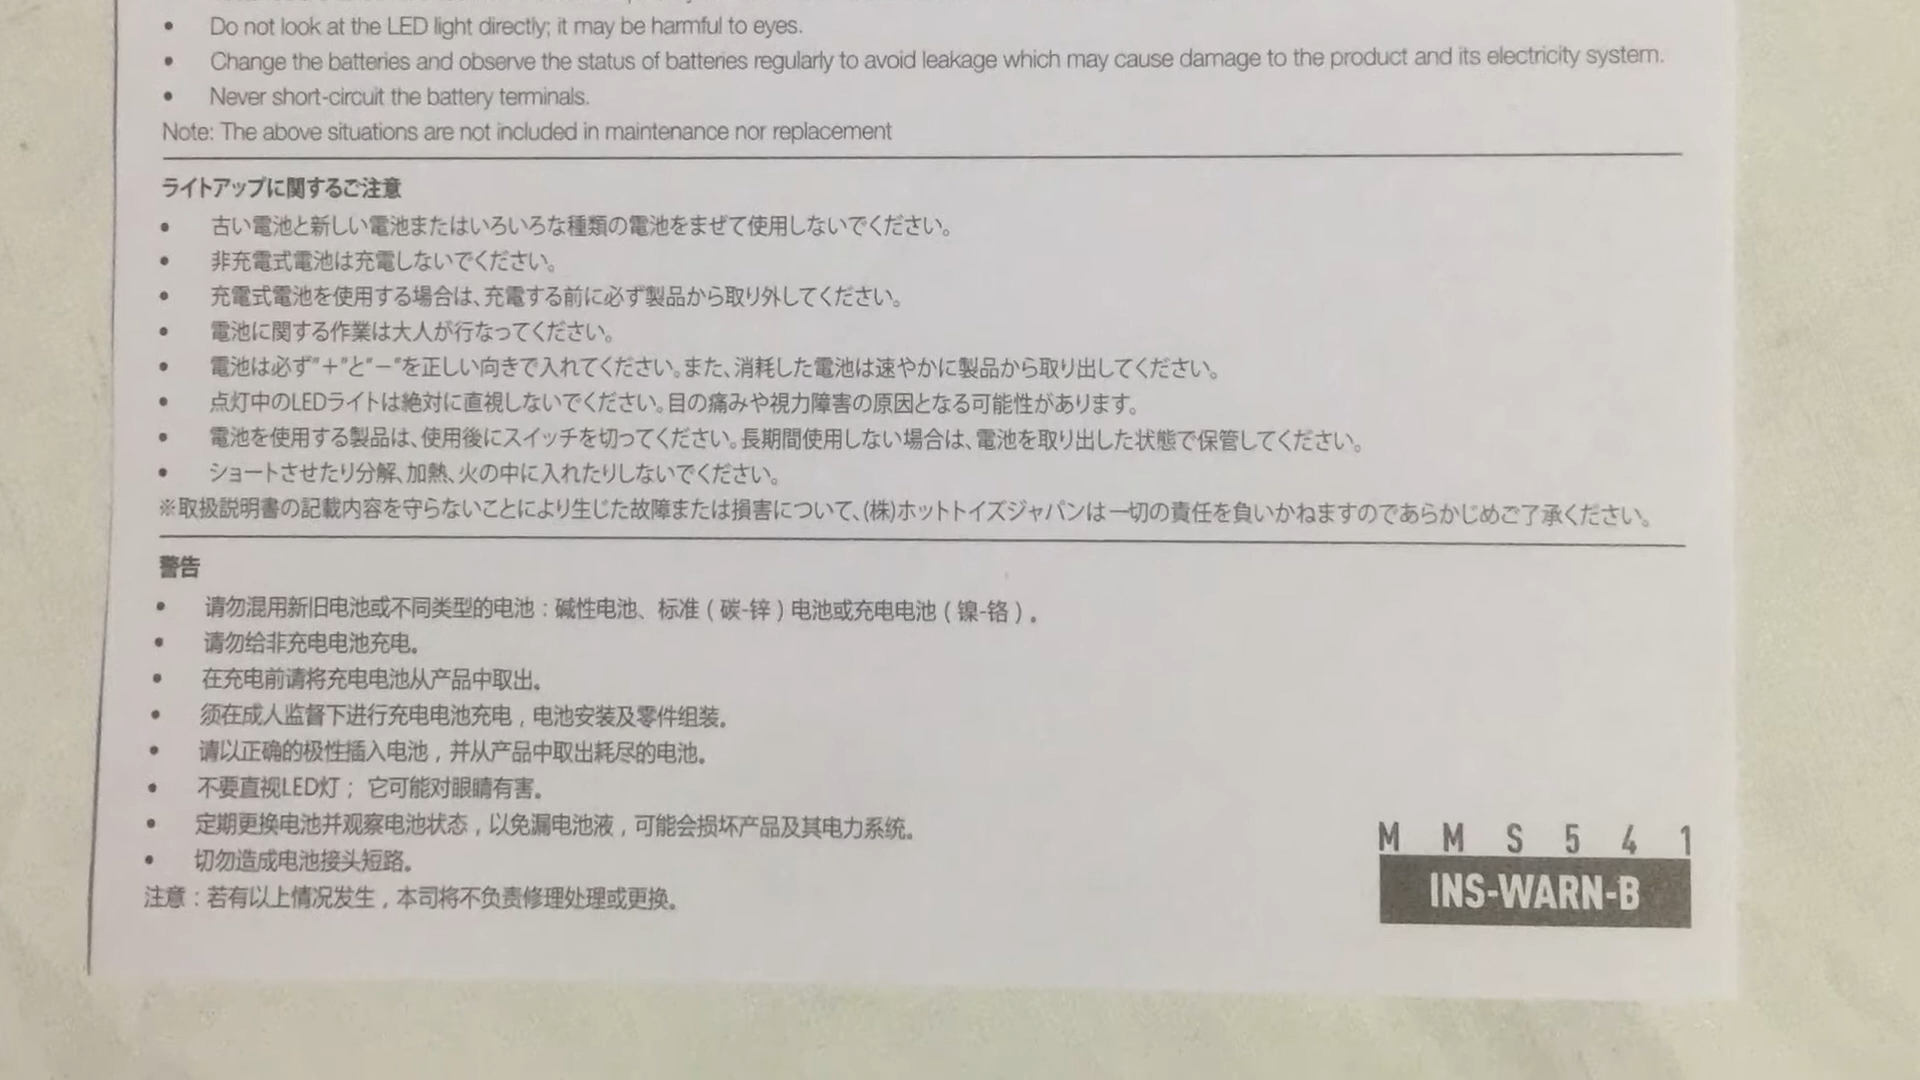 • Do not look at the LED light directly; it may be harmful to eyes.
• Change the batteries and observe the status of batteries regularly to avoid leakage which may cause damage to the product and its electricity system.
• Never short-circuit the battery terminals.
Note: The above situations are not included in maintenance nor replacement
ライトアップに関するご注意
• 古い電池と新しい電池またはいろいろな種類の電池をまぜて使用しないでください。
• 非充電式電池は充電しないでください。
• 充電式電池を使用する場合は、充電する前に必ず製品から取り外してください。
• 電池に関する作業は大人が行なってください。
• 電池は必ず"＋"と"－"を正しい向きで入れてください。また、消耗した電池は速やかに製品から取り出してください。
• 点灯中のLEDライトは絶対に直視しないでください。目の痛みや視力障害の原因となる可能性があります。
• 電池を使用する製品は、使用後にスイッチを切ってください。長期間使用しない場合は、電池を取り出した状態で保管してください。
• ショートさせたり分解、加熱、火の中に入れたりしないでください。
※取扱説明書の記載内容を守らないことにより生じた故障または損害について、(株)ホットトイズジャパンは一切の責任を負いかねますのであらかじめご了承ください。
警告
• 请勿混用新旧电池或不同类型的电池：碱性电池、标准（碳-锌）电池或充电电池（镍-铬）。
• 请勿给非充电电池充电。
• 在充电前请将充电电池从产品中取出。
• 须在成人监督下进行充电电池充电，电池安装及零件组装。
• 请以正确的极性插入电池，并从产品中取出耗尽的电池。
• 不要直视LED灯； 它可能对眼睛有害。
• 定期更换电池并观察电池状态，以免漏电池液，可能会损坏产品及其电力系统。
• 切勿造成电池接头短路。
注意：若有以上情况发生，本司将不负责修理处理或更换。
MMS541
INS-WARN-B